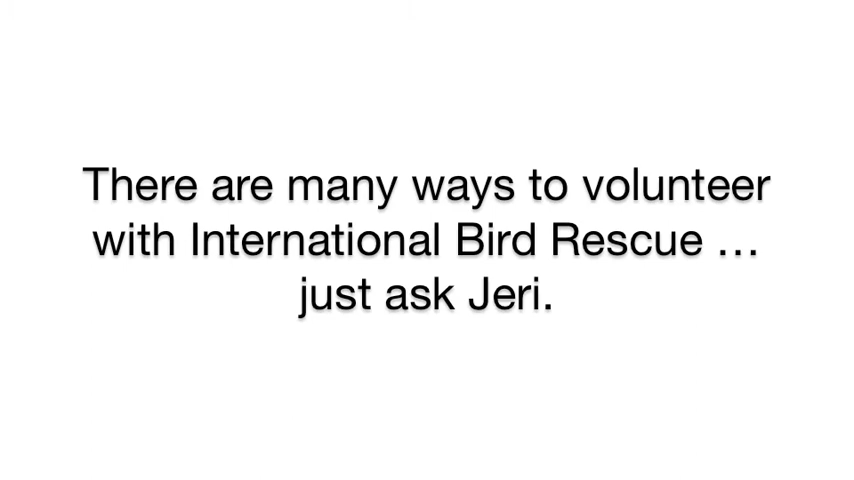 There are many ways to volunteer
with International Bird Rescue …
just ask Jeri.